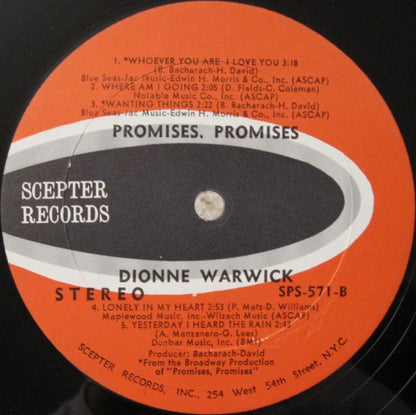 1. *WHOEVER YOU ARE I LOVE YOU 3:18
(B. Bacharach-H. David)
Blue Seas-Jac Music-Edwin H. Morris & Co., Inc. (ASCAP)
2. WHERE AM I GOING 2:05 (D. Fields-C. Coleman)
Notable Music Co., Inc. (ASCAP)
3. *WANTING THINGS 2:22 (B. Bacharach-H. David)
Blue Seas-Jac Music-Edwin H. Morris & Co., Inc. (ASCAP)
PROMISES, PROMISES
SCEPTER
RECORDS
DIONNE WARWICK
STEREO SPS-571-B
4. LONELY IN MY HEART 2:53 (P. Matz-D. Williams)
Maplewood Music, Inc.-Wilzach Music (ASCAP)
5. YESTERDAY I HEARD THE RAIN 2:43
(A. Manzanero-G. Lees)
Dunbar Music, Inc. (BMI)
Producer: Bacharach-David
*From the Broadway Production
of "Promises, Promises"
SCEPTER RECORDS, INC., 254 West 54th Street, N.Y.C.